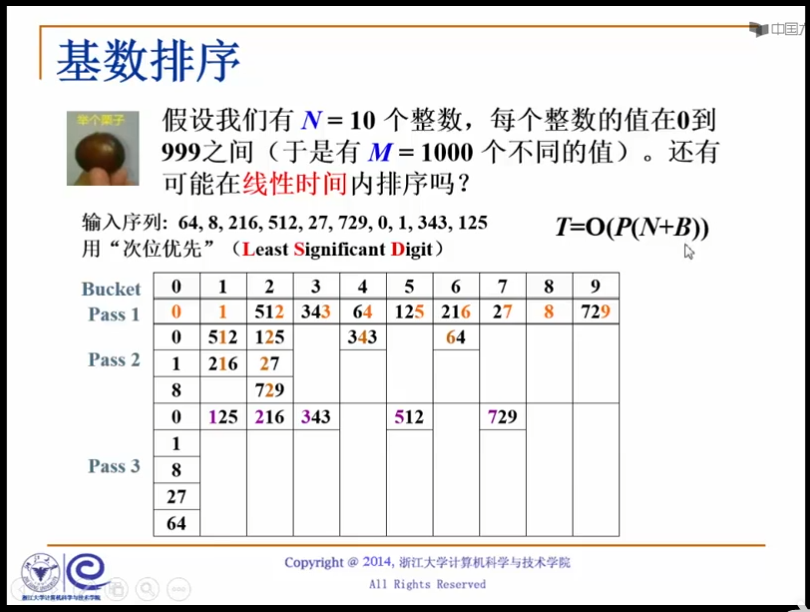 中国大
基数排序
举个栗子
假设我们有 N = 10 个整数，每个整数的值在0到
999之间（于是有 M = 1000 个不同的值）。还有
可能在线性时间内排序吗？
输入序列: 64, 8, 216, 512, 27, 729, 0, 1, 343, 125
用“次位优先”（Least Significant Digit）
T=O(P(N+B))
Bucket 0 1 2 3 4 5 6 7 8 9
Pass 1 0 1 512 343 64 125 216 27 8 729
0 512 125 343 64
Pass 2 1 216 27
8 729
0 125 216 343 512 729
1
Pass 3 8
27
64
Copyright @ 2014, 浙江大学计算机科学与技术学院
All Rights Reserved
浙江大学计算机科学与技术学院